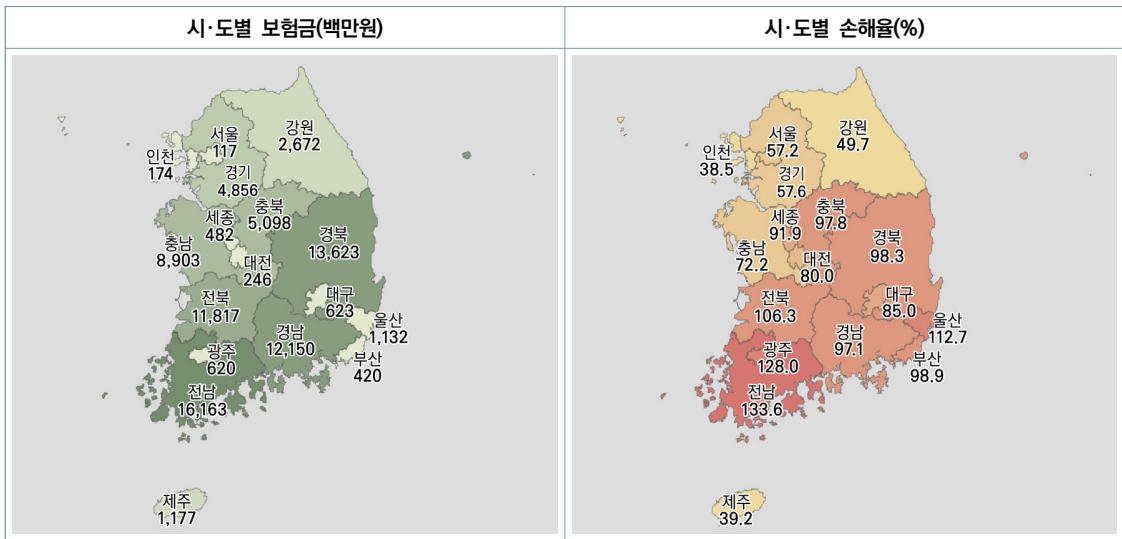 시·도별 보험금(백만원)
시·도별 손해율(%)
강원
2,672
서울
117
인천
174
경기
4,856
충북
5,098
세종
482
경북
13,623
충남
8,903
대전
246
대구
623
전북
11,817
울산
1,132
경남
12,150
광주
620
부산
420
전남
16,163
제주
1,177
강원
49.7
서울
57.2
인천
38.5
경기
57.6
충북
97.8
세종
91.9
경북
98.3
충남
72.2
대전
80.0
대구
85.0
전북
106.3
울산
112.7
경남
97.1
광주
128.0
부산
98.9
전남
133.6
제주
39.2